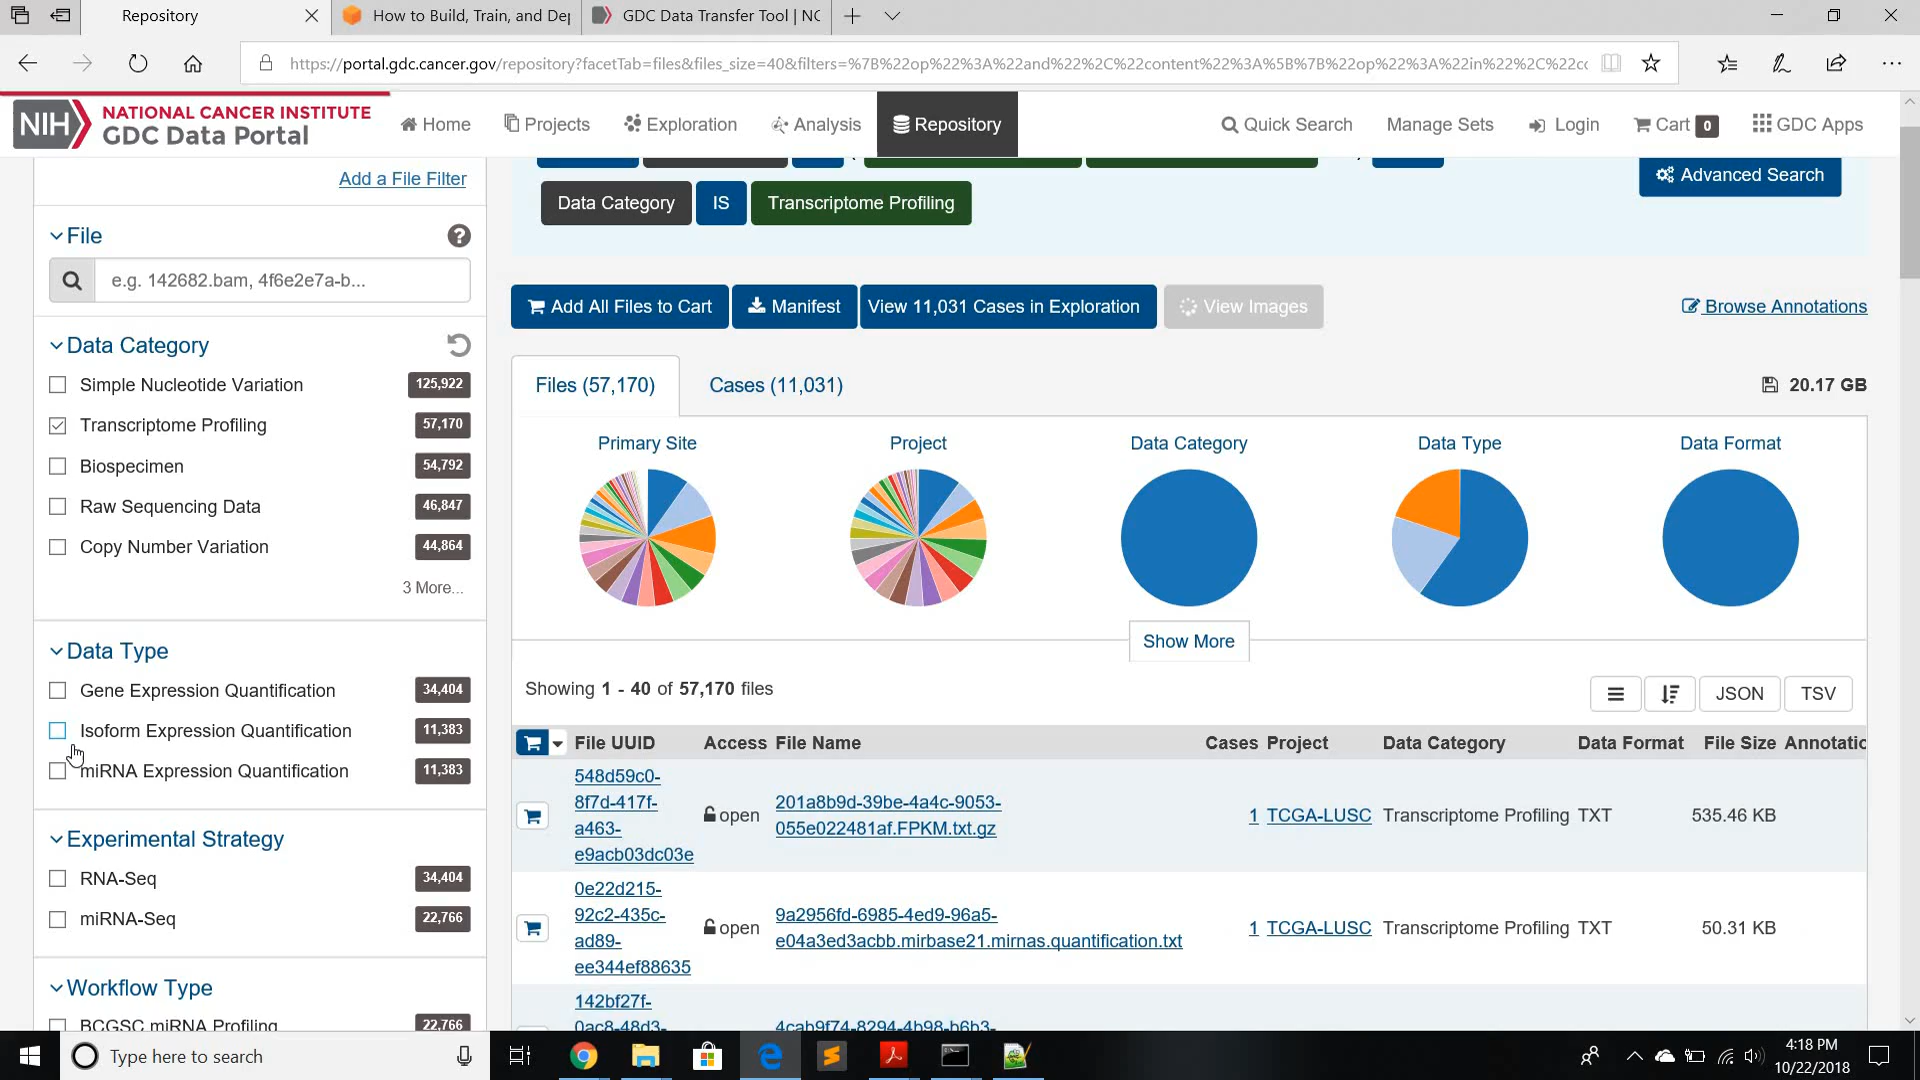 Repository
How to Build, Train, and De
GDC Data Transfer Tool | NC
https://portal.gdc.cancer.gov/repository?facetTab=files&files_size=40&filters=%7B%22op%22%3A%22and%22%2C%22content%22%3A%5B%7B%22op%22%3A%22in%22%2C%22cc
NIH
NATIONAL CANCER INSTITUTE
GDC Data Portal
Home
Projects
Exploration
Analysis
Repository
Quick Search
Manage Sets
Login
Cart 0
GDC Apps
Add a File Filter
File
e.g. 142682.bam, 4f6e2e7a-b...
Data Category
Simple Nucleotide Variation 125,922
Transcriptome Profiling 57,170
Biospecimen 54,792
Raw Sequencing Data 46,847
Copy Number Variation 44,864
3 More...
Data Type
Gene Expression Quantification 34,404
Isoform Expression Quantification 11,383
miRNA Expression Quantification 11,383
Experimental Strategy
RNA-Seq 34,404
miRNA-Seq 22,766
Workflow Type
BCGSC miRNA Profiling 22,766
Data Category IS Transcriptome Profiling
Advanced Search
Add All Files to Cart
Manifest
View 11,031 Cases in Exploration
View Images
Browse Annotations
Files (57,170)
Cases (11,031)
20.17 GB
Primary Site
Project
Data Category
Data Type
Data Format
Show More
Showing 1 - 40 of 57,170 files
JSON
TSV
File UUID Access File Name Cases Project Data Category Data Format File Size Annotatic
548d59c0-
8f7d-417f-
a463-
e9acb03dc03e
open
201a8b9d-39be-4a4c-9053-
055e022481af.FPKM.txt.gz
1 TCGA-LUSC Transcriptome Profiling TXT 535.46 KB
0e22d215-
92c2-435c-
ad89-
ee344ef88635
open
9a2956fd-6985-4ed9-96a5-
e04a3ed3acbb.mirbase21.mirnas.quantification.txt
1 TCGA-LUSC Transcriptome Profiling TXT 50.31 KB
142bf27f-
0ac8-48d3-
4cab9f74-8294-4b98-b6b3-
Type here to search
4:18 PM
10/22/2018